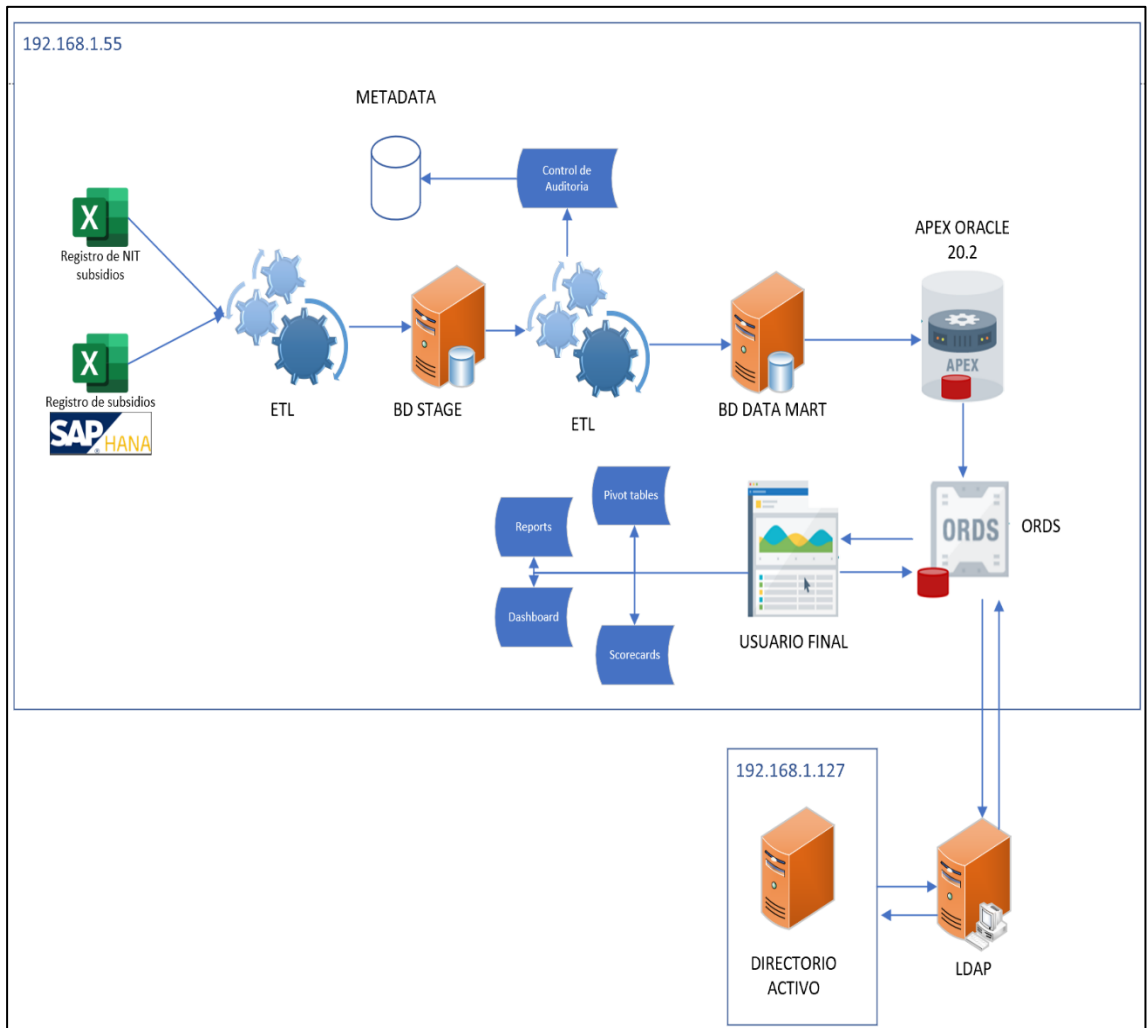 192.168.1.55
METADATA
Control de
Auditoria
Registro de NIT
subsidios
APEX ORACLE
20.2
APEX
Registro de subsidios
SAP HANA
ETL
BD STAGE
ETL
BD DATA MART
Pivot tables
Reports
ORDS
ORDS
Dashboard
Scorecards
USUARIO FINAL
192.168.1.127
DIRECTORIO
ACTIVO
LDAP